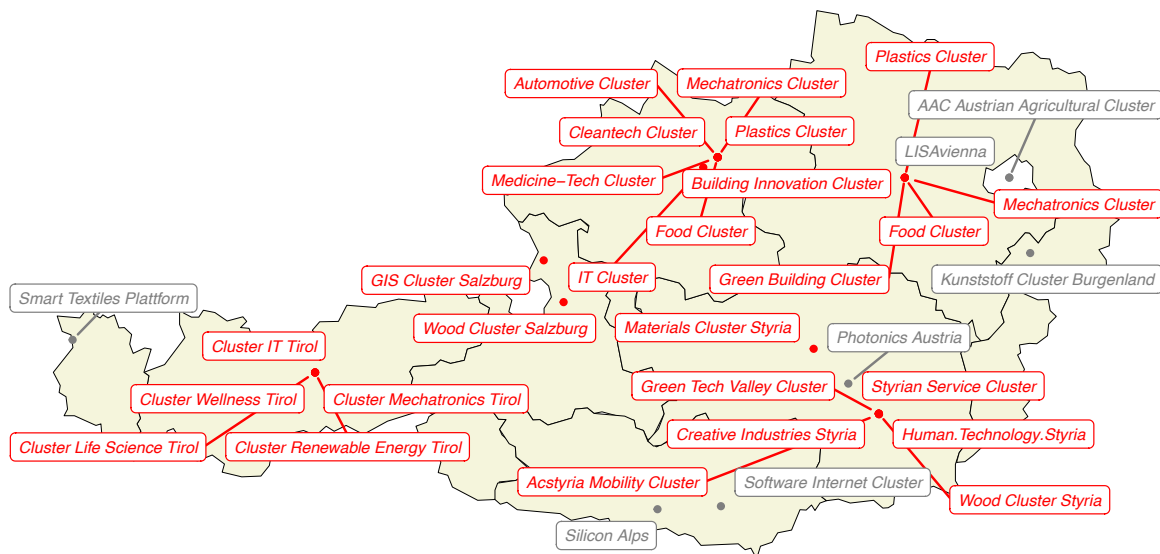 Plastics Cluster
Automotive Cluster
Mechatronics Cluster
AAC Austrian Agricultural Cluster
Cleantech Cluster
Plastics Cluster
LISAvienna
Medicine−Tech Cluster
Building Innovation Cluster
Mechatronics Cluster
Food Cluster
Food Cluster
GIS Cluster Salzburg
IT Cluster
Green Building Cluster
Kunststoff Cluster Burgenland
Smart Textiles Plattform
Wood Cluster Salzburg
Materials Cluster Styria
Photonics Austria
Cluster IT Tirol
Green Tech Valley Cluster
Styrian Service Cluster
Cluster Wellness Tirol
Cluster Mechatronics Tirol
Creative Industries Styria
Human.Technology.Styria
Cluster Life Science Tirol
Cluster Renewable Energy Tirol
Acstyria Mobility Cluster
Software Internet Cluster
Wood Cluster Styria
Silicon Alps